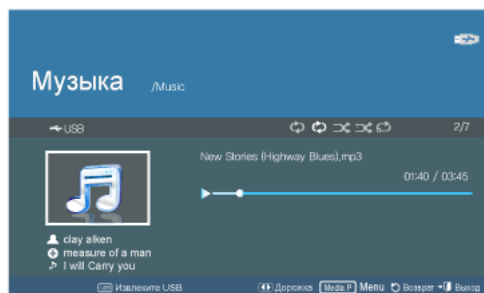 Музыка /Music
USB 2/7
New Stories (Highway Blues).mp3
01:40 / 03:45
clay aiken
measure of a man
I will Carry you
Извлеките USB Дорожка Media.P Menu Возврат Выход